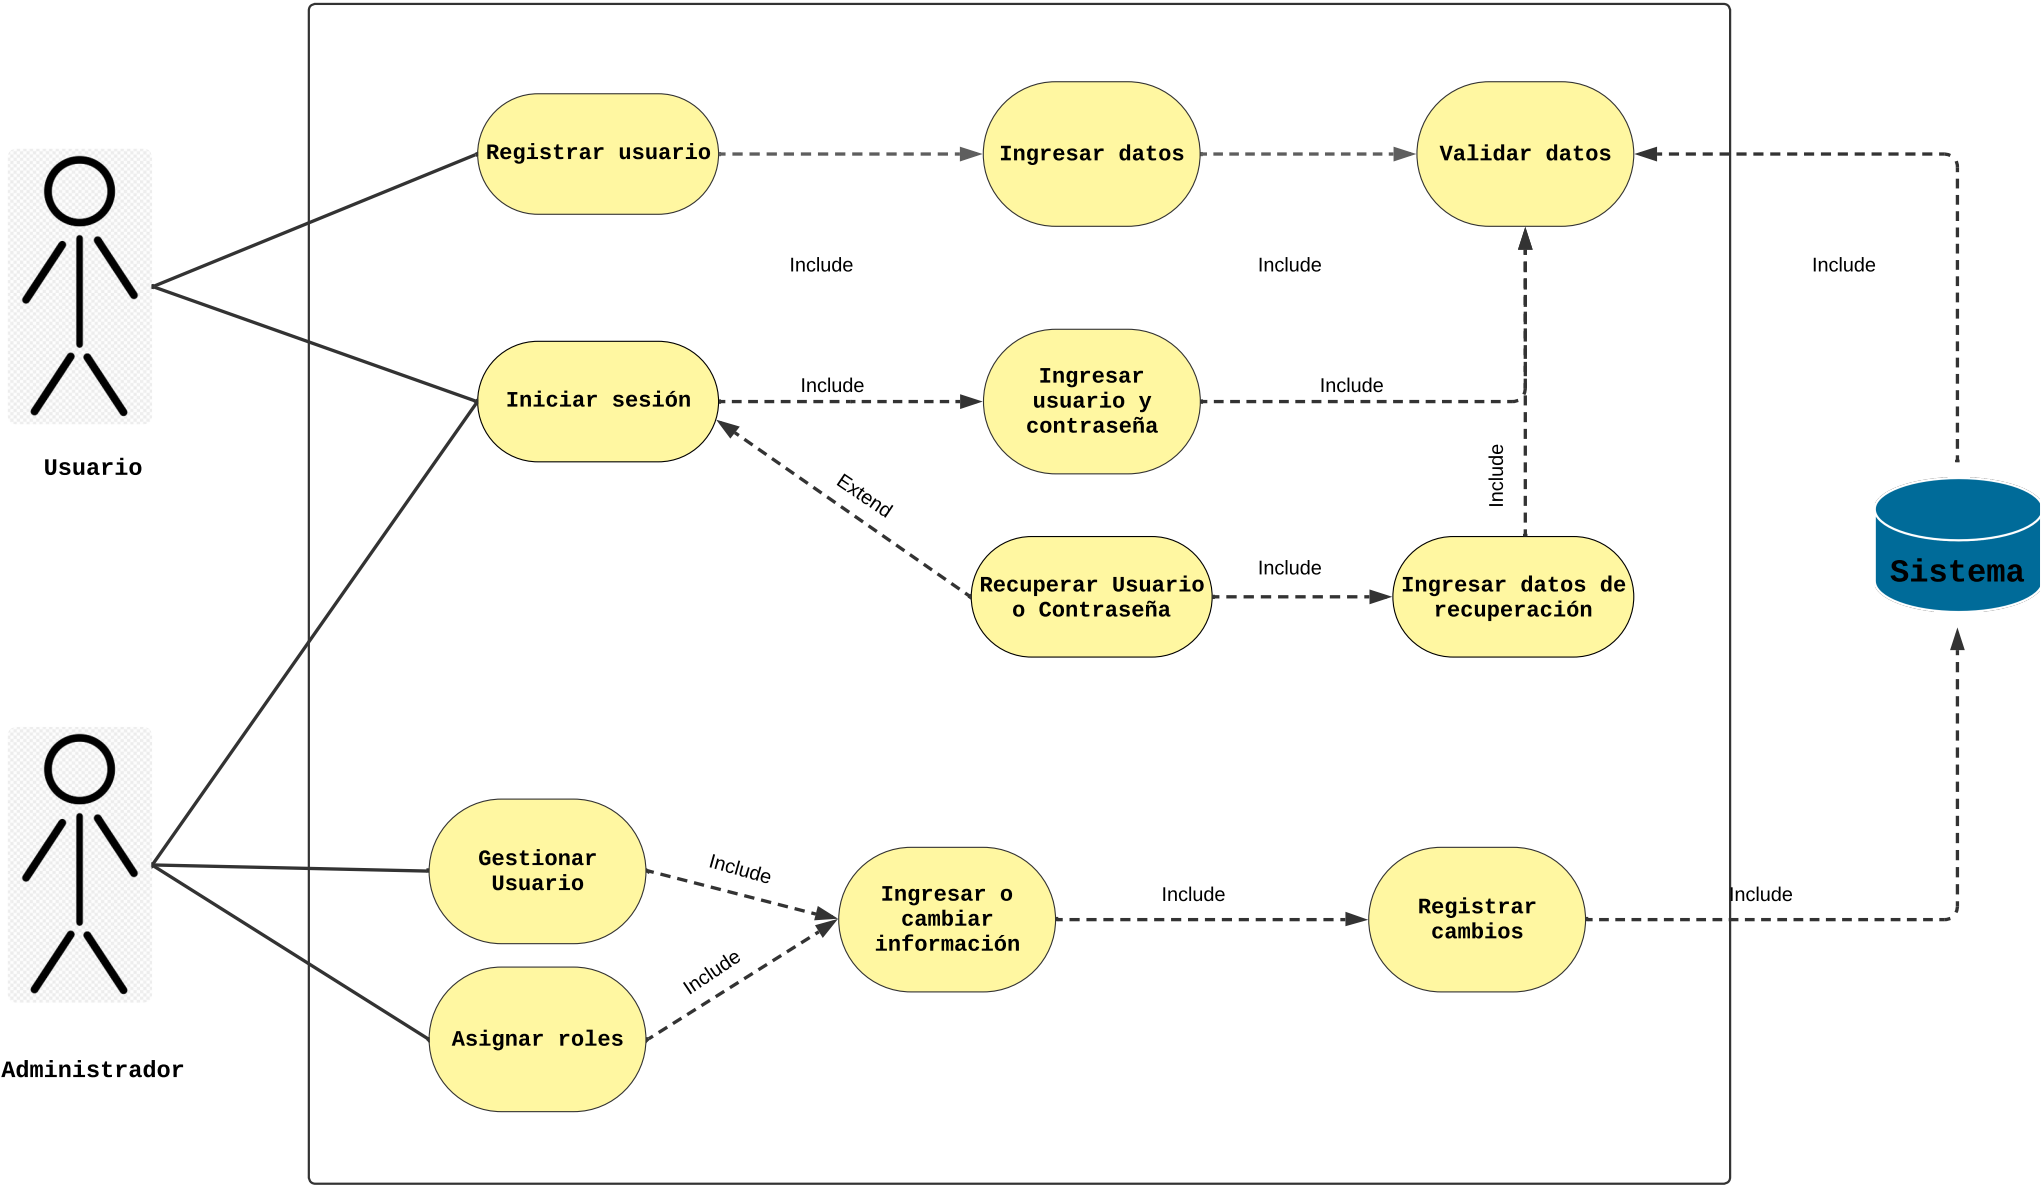 Registrar usuario
Ingresar datos
Validar datos
Include
Include
Include
Iniciar sesión
Include
Ingresar
usuario y
contraseña
Include
Usuario
Extend
Include
Recuperar Usuario
o Contraseña
Include
Ingresar datos de
recuperación
Sistema
Gestionar
Usuario
Include
Ingresar o
cambiar
información
Include
Registrar
cambios
Include
Include
Asignar roles
Administrador